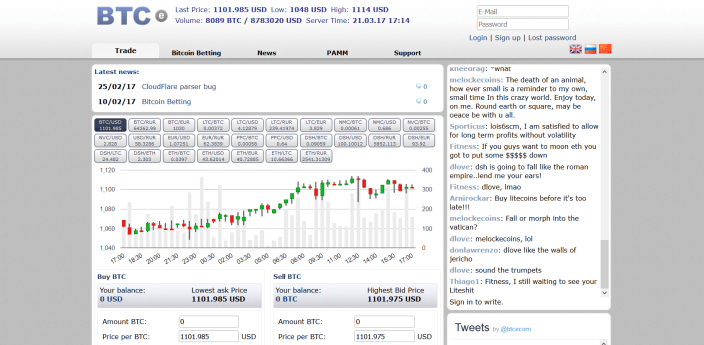 BTC e
Last Price: 1101.985 USD Low: 1048 USD High: 1114 USD
Volume: 8089 BTC / 8783020 USD Server Time: 21.03.17 17:14
E-Mail
Password
Login | Sign up | Lost password
Trade Bitcoin Betting News PAMM Support
Latest news:
25/02/17 CloudFlare parser bug 0
10/02/17 Bitcoin Betting 0
BTC/USD BTC/RUR BTC/EUR LTC/BTC LTC/USD LTC/RUR LTC/EUR NMC/BTC NMC/USD NVC/BTC
1101.985 64262.99 1030 0.00372 4.12879 239.41974 3.829 0.00061 0.686 0.00255
NVC/USD USD/RUR EUR/USD EUR/RUR PPC/BTC PPC/USD DSH/BTC DSH/RUR DSH/EUR
2.828 58.3286 1.07251 62.3839 0.00058 0.64 0.09059 5852.113 93.92
DSH/LTC DSH/ETH ETH/BTC ETH/USD ETH/EUR ETH/LTC ETH/RUR
24.482 2.303 0.0397 43.62014 40.72885 10.66366 2541.31309
1,120 400
1,100 300
1,080 200
1,060 100
1,040 0
17:00 18:30 19:30 20:30 22:00 23:30 00:30 02:00 03:30 05:30 06:30 08:00 09:30 11:00 12:30 14:30 15:30 17:00
Buy BTC
Your balance: Lowest ask Price
0 USD 1101.985 USD
Amount BTC: 0
Price per BTC: 1101.985 USD
Sell BTC
Your balance: Highest Bid Price
0 BTC 1101.975 USD
Amount BTC: 0
Price per BTC: 1101.975 USD
kneedrag: "what
melockecoins: The death of an animal,
how ever small is a reminder to my own,
small time In this crazy world. Enjoy today,
on me. Round earth or square, may be
oeace be w u all.
Sporticus: lois6scm, I am satisfied to allow
for long term profits without volatility
Fitness: If you guys want to moon eth you
got to put some $$$$$ down
dlove: dsh is going to fall like the roman
empire..lend me your ears!
Fitness: dlove, lmao
Arnirockar: Buy litecoins before it's too
late!!!
melockecoins: Fall or morph into the
vatican?
dlove: melockecoins, lol
donlawrenzo: dlove like the walls of
jericho
dlove: sound the trumpets
Thiago1: Fitness, I still waiting to see your
Liteshit
Sign in to write.
Tweets by @btcecom